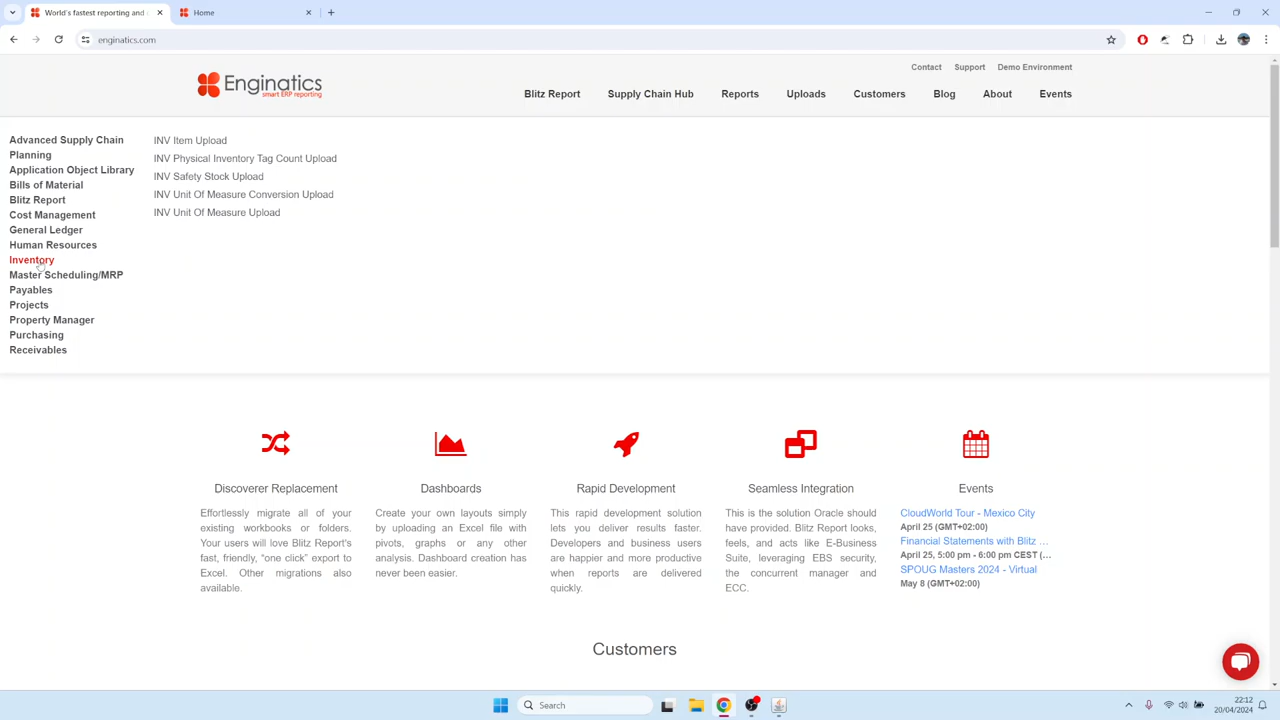 World's fastest reporting and
Home
enginatics.com
Enginatics
smart ERP reporting
Contact
Support
Demo Environment
Blitz Report
Supply Chain Hub
Reports
Uploads
Customers
Blog
About
Events
Advanced Supply Chain
Planning
Application Object Library
Bills of Material
Blitz Report
Cost Management
General Ledger
Human Resources
Inventory
Master Scheduling/MRP
Payables
Projects
Property Manager
Purchasing
Receivables
INV Item Upload
INV Physical Inventory Tag Count Upload
INV Safety Stock Upload
INV Unit Of Measure Conversion Upload
INV Unit Of Measure Upload
Discoverer Replacement
Effortlessly migrate all of your
existing workbooks or folders.
Your users will love Blitz Report's
fast, friendly, “one click” export to
Excel. Other migrations also
available.
Dashboards
Create your own layouts simply
by uploading an Excel file with
pivots, graphs or any other
analysis. Dashboard creation has
never been easier.
Rapid Development
This rapid development solution
lets you deliver results faster.
Developers and business users
are happier and more productive
when reports are delivered
quickly.
Seamless Integration
This is the solution Oracle should
have provided. Blitz Report looks,
feels, and acts like E-Business
Suite, leveraging EBS security,
the concurrent manager and
ECC.
Events
CloudWorld Tour - Mexico City
April 25 (GMT+02:00)
Financial Statements with Blitz ...
April 25, 5:00 pm - 6:00 pm CEST (...
SPOUG Masters 2024 - Virtual
May 8 (GMT+02:00)
Customers
Search
22:12
20/04/2024